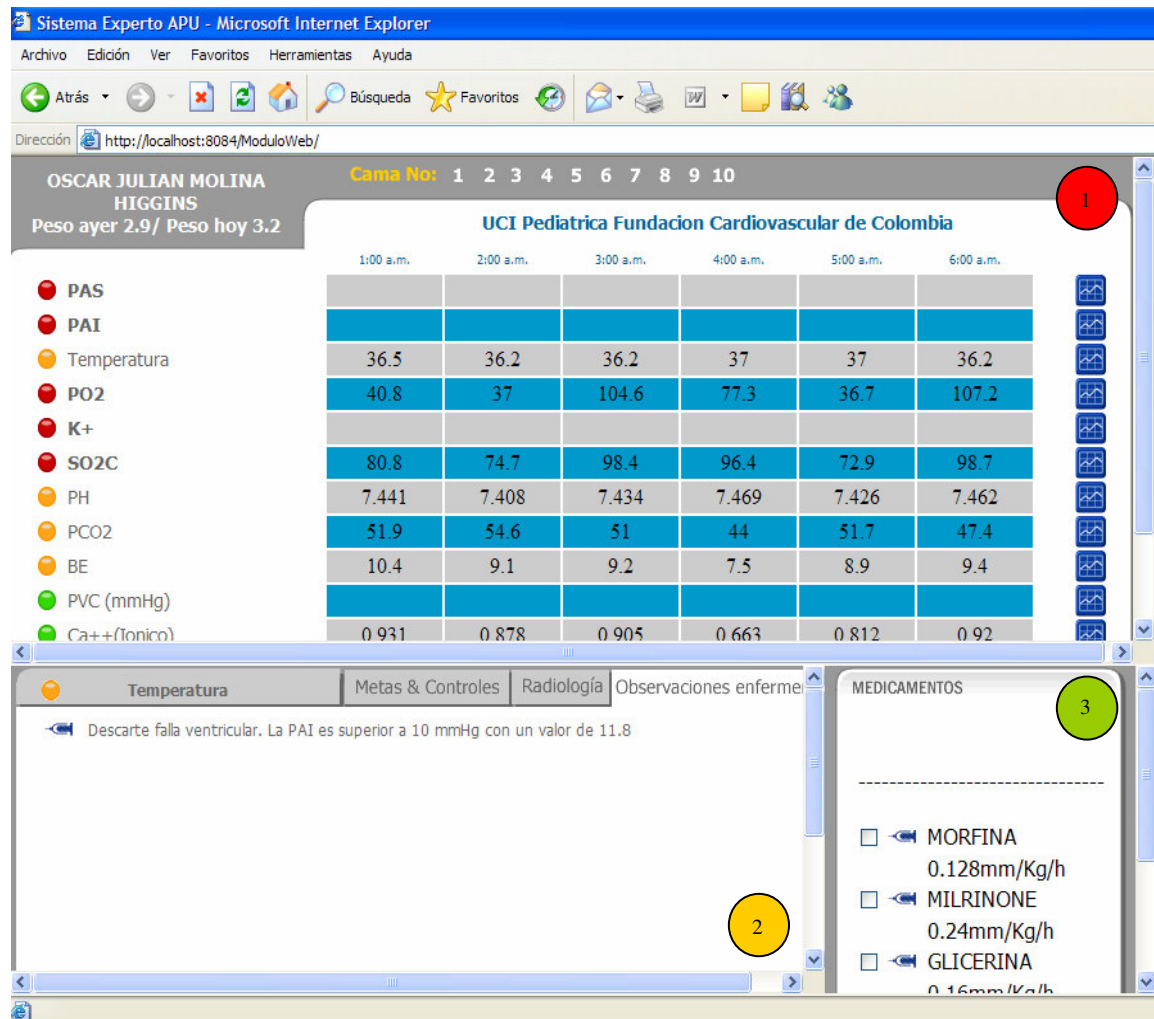 Sistema Experto APU - Microsoft Internet Explorer
Archivo Edición Ver Favoritos Herramientas Ayuda
Atrás Búsqueda Favoritos
Dirección http://localhost:8084/ModuloWeb/
OSCAR JULIAN MOLINA
HIGGINS
Peso ayer 2.9/ Peso hoy 3.2
Cama No: 1 2 3 4 5 6 7 8 9 10
1
UCI Pediatrica Fundacion Cardiovascular de Colombia
1:00 a.m. 2:00 a.m. 3:00 a.m. 4:00 a.m. 5:00 a.m. 6:00 a.m.
PAS
PAI
Temperatura 36.5 36.2 36.2 37 37 36.2
PO2 40.8 37 104.6 77.3 36.7 107.2
K+
SO2C 80.8 74.7 98.4 96.4 72.9 98.7
PH 7.441 7.408 7.434 7.469 7.426 7.462
PCO2 51.9 54.6 51 44 51.7 47.4
BE 10.4 9.1 9.2 7.5 8.9 9.4
PVC (mmHg)
Ca++(Ionico) 0.931 0.878 0.905 0.663 0.812 0.92
Temperatura Metas & Controles Radiología Observaciones enferme
Descarte falla ventricular. La PAI es superior a 10 mmHg con un valor de 11.8
2
MEDICAMENTOS
3
---------------------------------
MORFINA
0.128mm/Kg/h
MILRINONE
0.24mm/Kg/h
GLICERINA
0.16mm/Kg/h